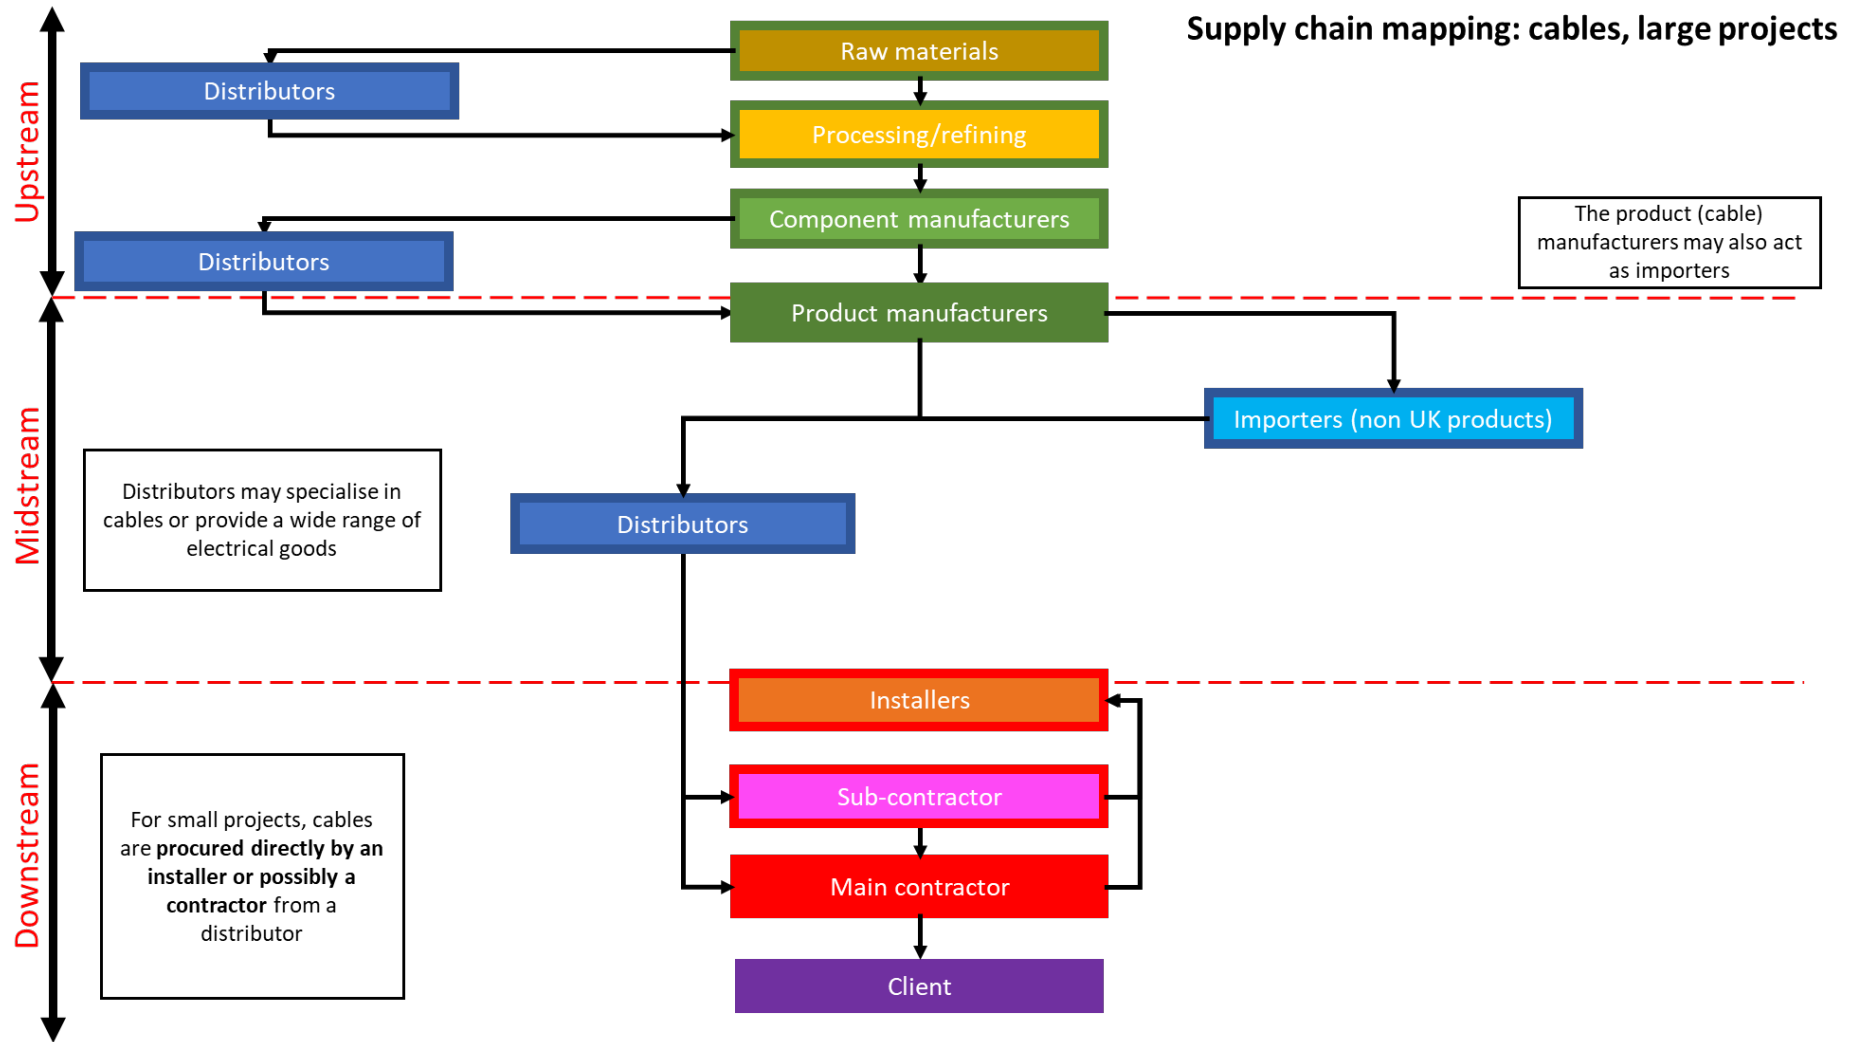 Supply chain mapping: cables, large projects
Upstream
Raw materials
Distributors
Processing/refining
Component manufacturers
Distributors
The product (cable)
manufacturers may also act
as importers
Product manufacturers
Midstream
Importers (non UK products)
Distributors may specialise in
cables or provide a wide range of
electrical goods
Distributors
Downstream
Installers
Sub-contractor
For small projects, cables
are procured directly by an
installer or possibly a
contractor from a
distributor
Main contractor
Client